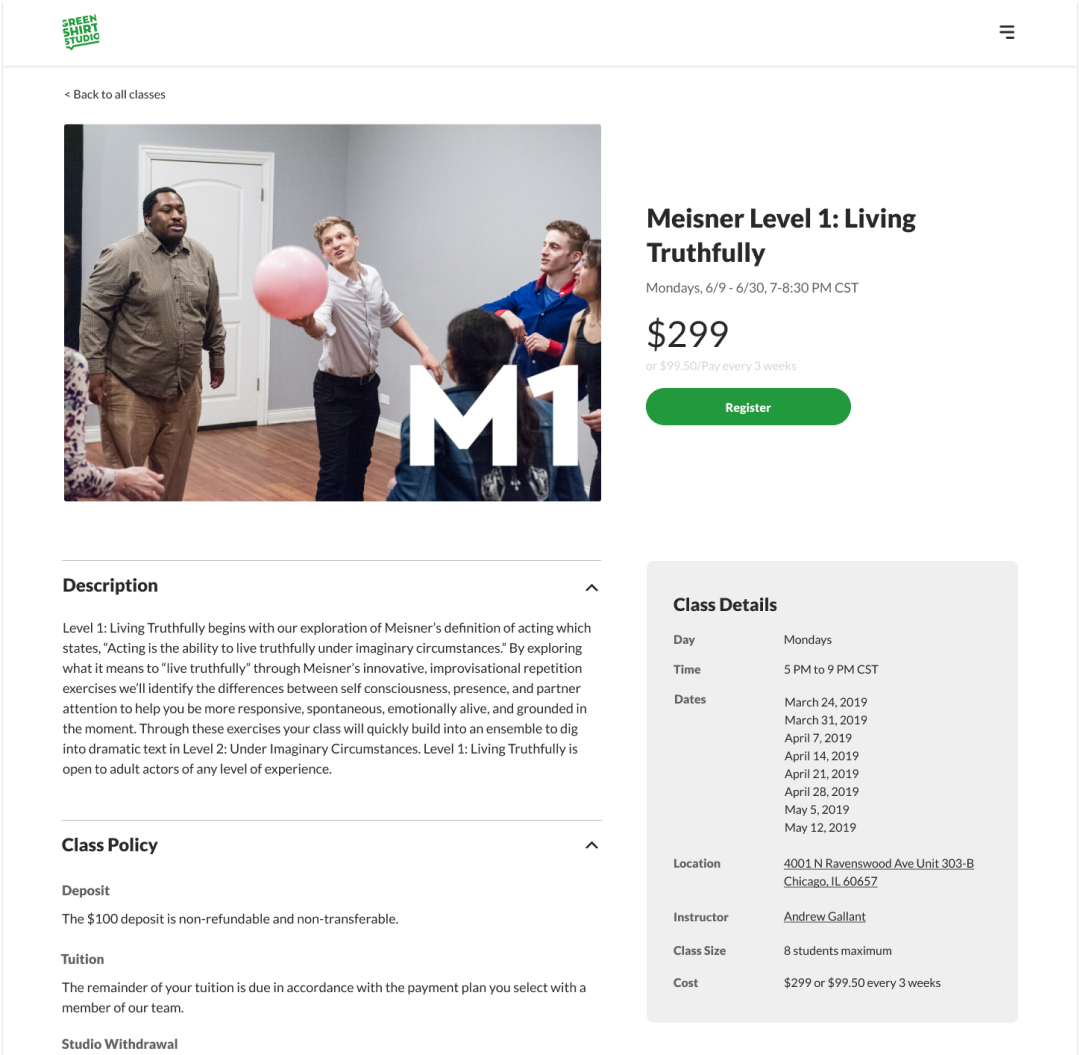 GREEN
SHIRT
STUDIO
< Back to all classes
M1
Meisner Level 1: Living
Truthfully
Mondays, 6/9 - 6/30, 7-8:30 PM CST
$299
or $99.50/Pay every 3 weeks
Register
Description
Level 1: Living Truthfully begins with our exploration of Meisner’s definition of acting which
states, “Acting is the ability to live truthfully under imaginary circumstances.” By exploring
what it means to “live truthfully” through Meisner’s innovative, improvisational repetition
exercises we’ll identify the differences between self consciousness, presence, and partner
attention to help you be more responsive, spontaneous, emotionally alive, and grounded in
the moment. Through these exercises your class will quickly build into an ensemble to dig
into dramatic text in Level 2: Under Imaginary Circumstances. Level 1: Living Truthfully is
open to adult actors of any level of experience.
Class Policy
Deposit
The $100 deposit is non-refundable and non-transferable.
Tuition
The remainder of your tuition is due in accordance with the payment plan you select with a
member of our team.
Studio Withdrawal
Class Details
Day Mondays
Time 5 PM to 9 PM CST
Dates March 24, 2019
March 31, 2019
April 7, 2019
April 14, 2019
April 21, 2019
April 28, 2019
May 5, 2019
May 12, 2019
Location 4001 N Ravenswood Ave Unit 303-B
Chicago, IL 60657
Instructor Andrew Gallant
Class Size 8 students maximum
Cost $299 or $99.50 every 3 weeks